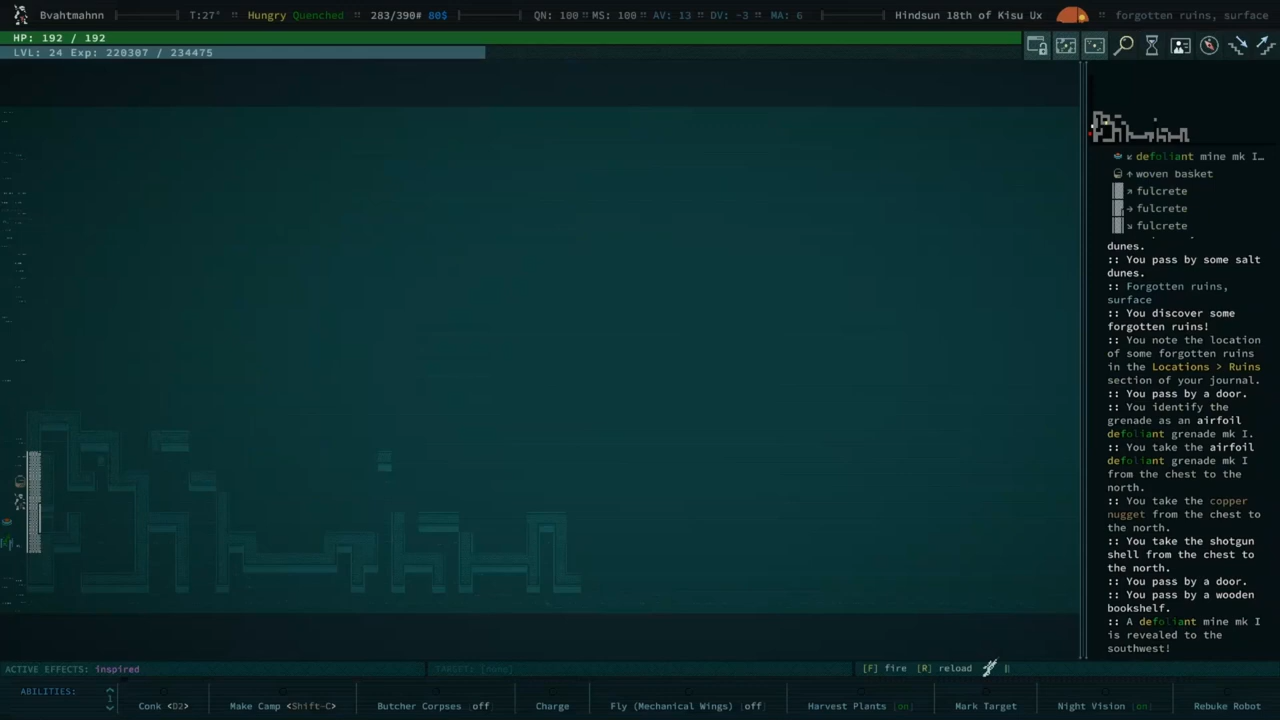 Bvahtmahnn T:27° :: Hungry Quenched :: 283/390# 80$ QN: 100 :: MS: 100 :: AV: 13 :: DV: -3 :: MA: 6 Hindsun 18th of Kisu Ux :: forgotten ruins, surface
HP: 192 / 192
LVL: 24 Exp: 220307 / 234475
defoliant mine mk I…
woven basket
fulcrete
fulcrete
fulcrete
dunes.
:: You pass by some salt
dunes.
:: Forgotten ruins,
surface
:: You discover some
forgotten ruins!
:: You note the location
of some forgotten ruins
in the Locations > Ruins
section of your journal.
:: You pass by a door.
:: You identify the
grenade as an airfoil
defoliant grenade mk I.
:: You take the airfoil
defoliant grenade mk I
from the chest to the
north.
:: You take the copper
nugget from the chest to
the north.
:: You take the shotgun
shell from the chest to
the north.
:: You pass by a door.
:: You pass by a wooden
bookshelf.
:: A defoliant mine mk I
is revealed to the
southwest!
ACTIVE EFFECTS: inspired TARGET: [none] [F] fire [R] reload
ABILITIES: 1 Conk <D2> Make Camp <Shift-C> Butcher Corpses [off] Charge Fly (Mechanical Wings) [off] Harvest Plants [on] Mark Target Night Vision [on] Rebuke Robot